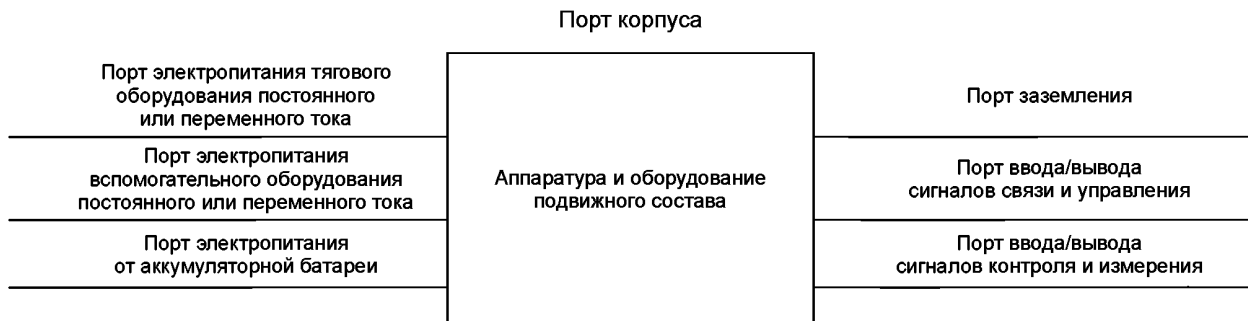 Порт корпуса
Порт электропитания тягового
оборудования постоянного
или переменного тока
Порт электропитания
вспомогательного оборудования
постоянного или переменного тока
Порт электропитания
от аккумуляторной батареи
Аппаратура и оборудование
подвижного состава
Порт заземления
Порт ввода/вывода
сигналов связи и управления
Порт ввода/вывода
сигналов контроля и измерения